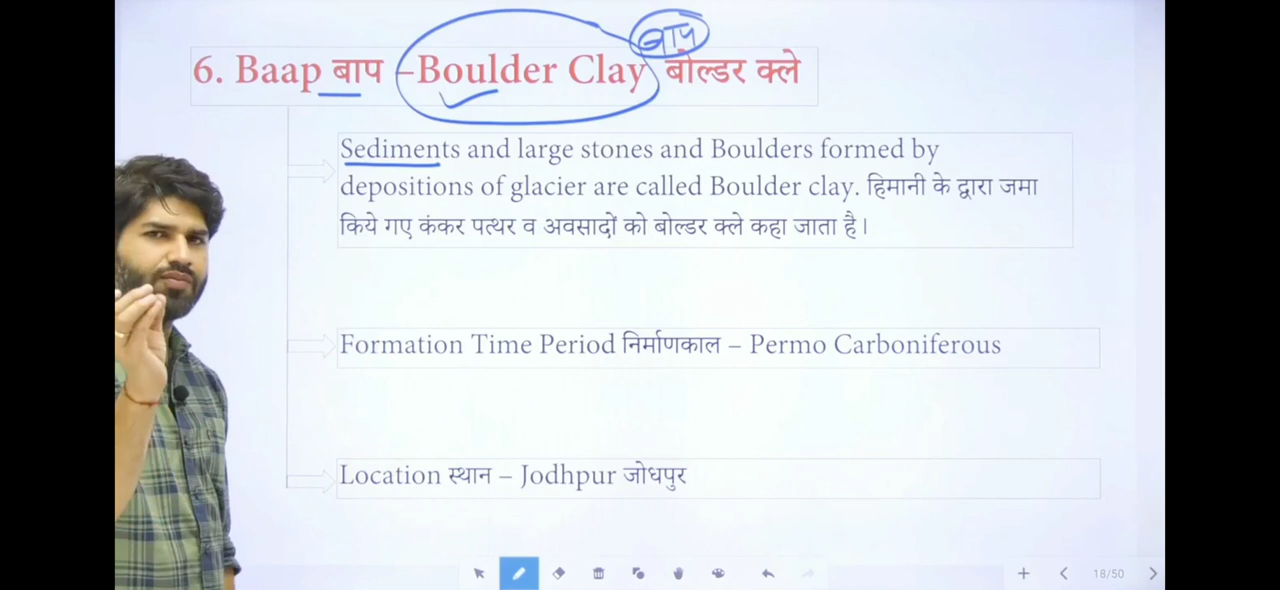 बाप
6. Baap बाप –Boulder Clay बोल्डर क्ले
Sediments and large stones and Boulders formed by
depositions of glacier are called Boulder clay. हिमानी के द्वारा जमा
किये गए कंकर पत्थर व अवसादों को बोल्डर क्ले कहा जाता है।
Formation Time Period निर्माणकाल – Permo Carboniferous
Location स्थान – Jodhpur जोधपुर
18/50